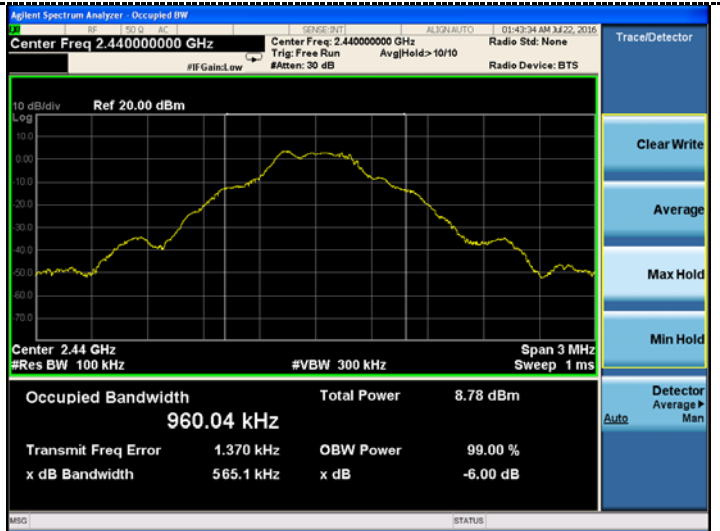 Agilent Spectrum Analyzer - Occupied BW
RF 50 Ω AC SENSE:INT ALIGN AUTO 01:43:34 AM Jul 22, 2016
Center Freq 2.440000000 GHz
Center Freq: 2.440000000 GHz
Radio Std: None
Trig: Free Run Avg|Hold:> 10/10
#IFGain:Low
#Atten: 30 dB
Radio Device: BTS
Trace/Detector
10 dB/div Ref 20.00 dBm
Log
10.0
0.00
-10.0
-20.0
-30.0
-40.0
-50.0
-60.0
-70.0
Clear Write
Average
Max Hold
Min Hold
Center 2.44 GHz
Span 3 MHz
#Res BW 100 kHz
#VBW 300 kHz
Sweep 1 ms
Occupied Bandwidth
Total Power 8.78 dBm
960.04 kHz
Transmit Freq Error 1.370 kHz
OBW Power 99.00 %
x dB Bandwidth 565.1 kHz
x dB -6.00 dB
Detector
Average
Auto Man
MSG
STATUS